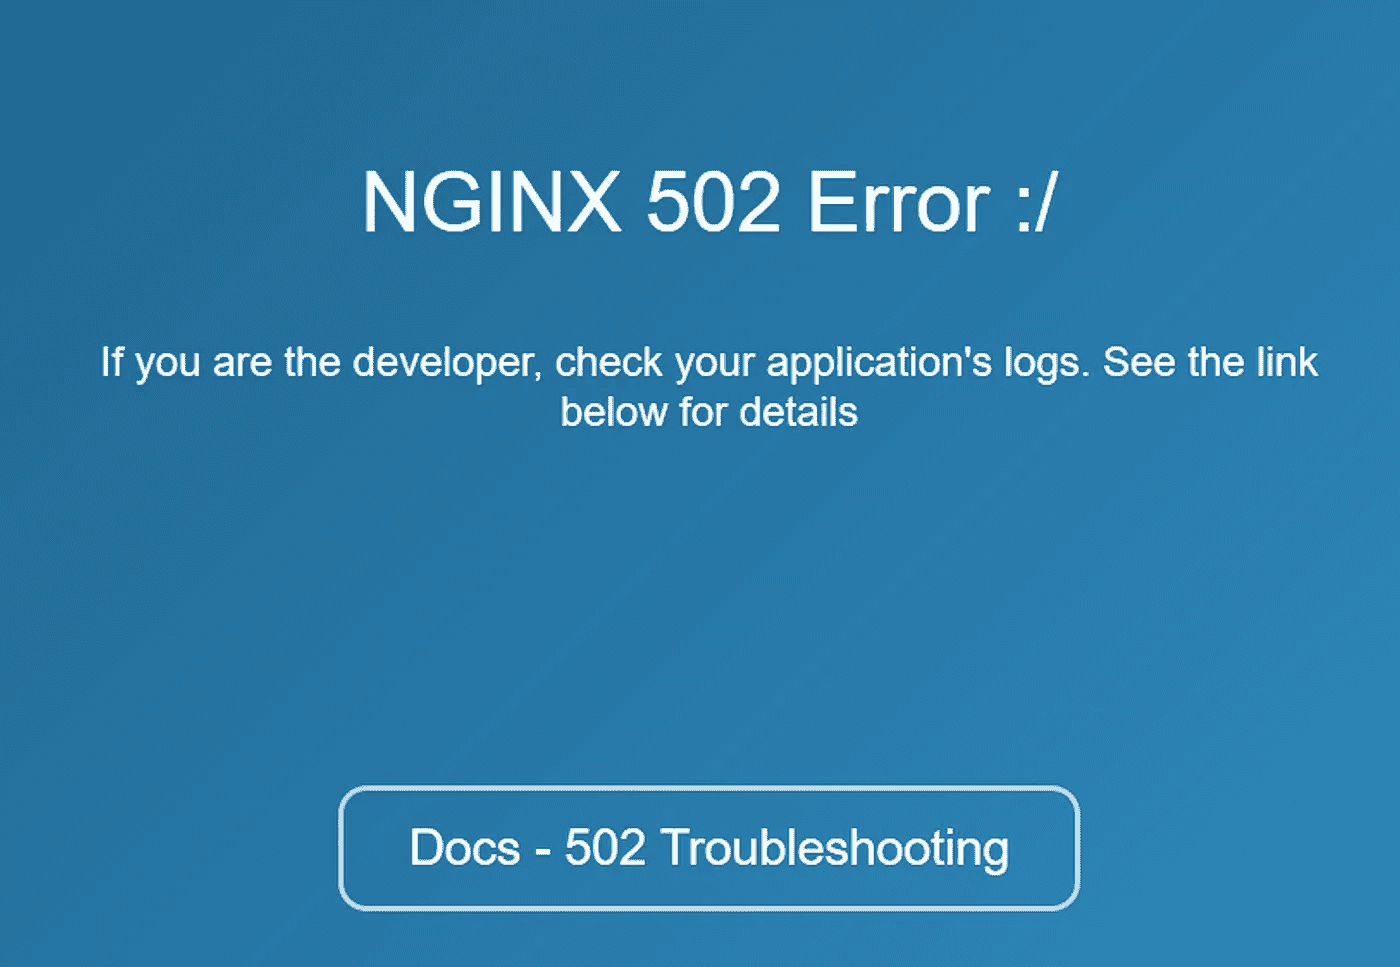 NGINX 502 Error :/
If you are the developer, check your application's logs. See the link
below for details
Docs - 502 Troubleshooting